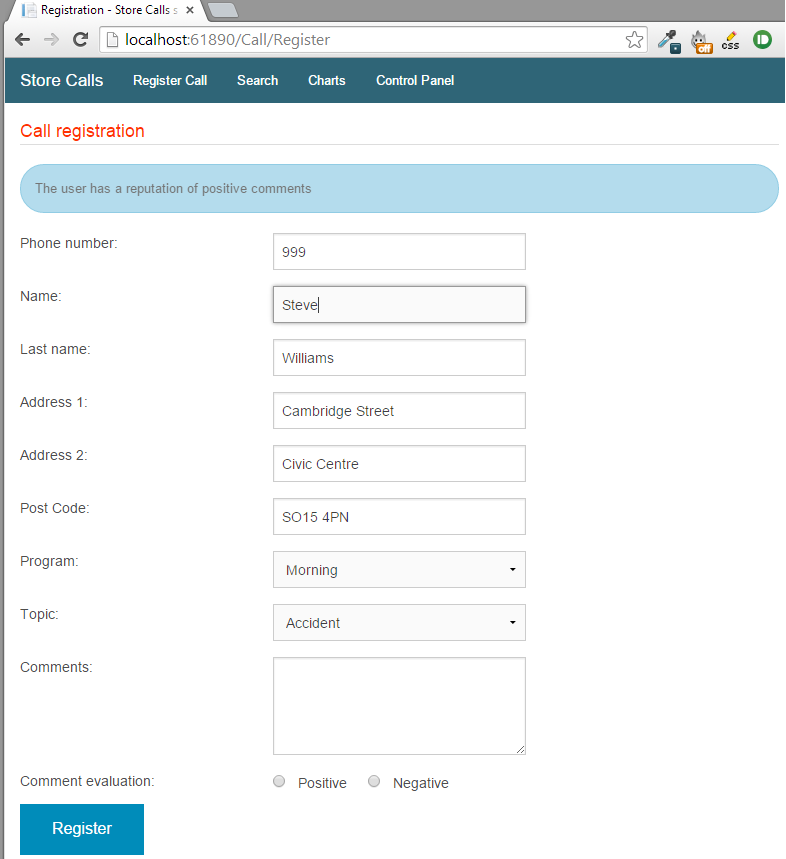 Registration - Store Calls s
localhost:61890/Call/Register
off
css
Store Calls Register Call Search Charts Control Panel
Call registration
The user has a reputation of positive comments
Phone number: 999
Name: Steve
Last name: Williams
Address 1: Cambridge Street
Address 2: Civic Centre
Post Code: SO15 4PN
Program: Morning
Topic: Accident
Comments:
Comment evaluation: Positive Negative
Register